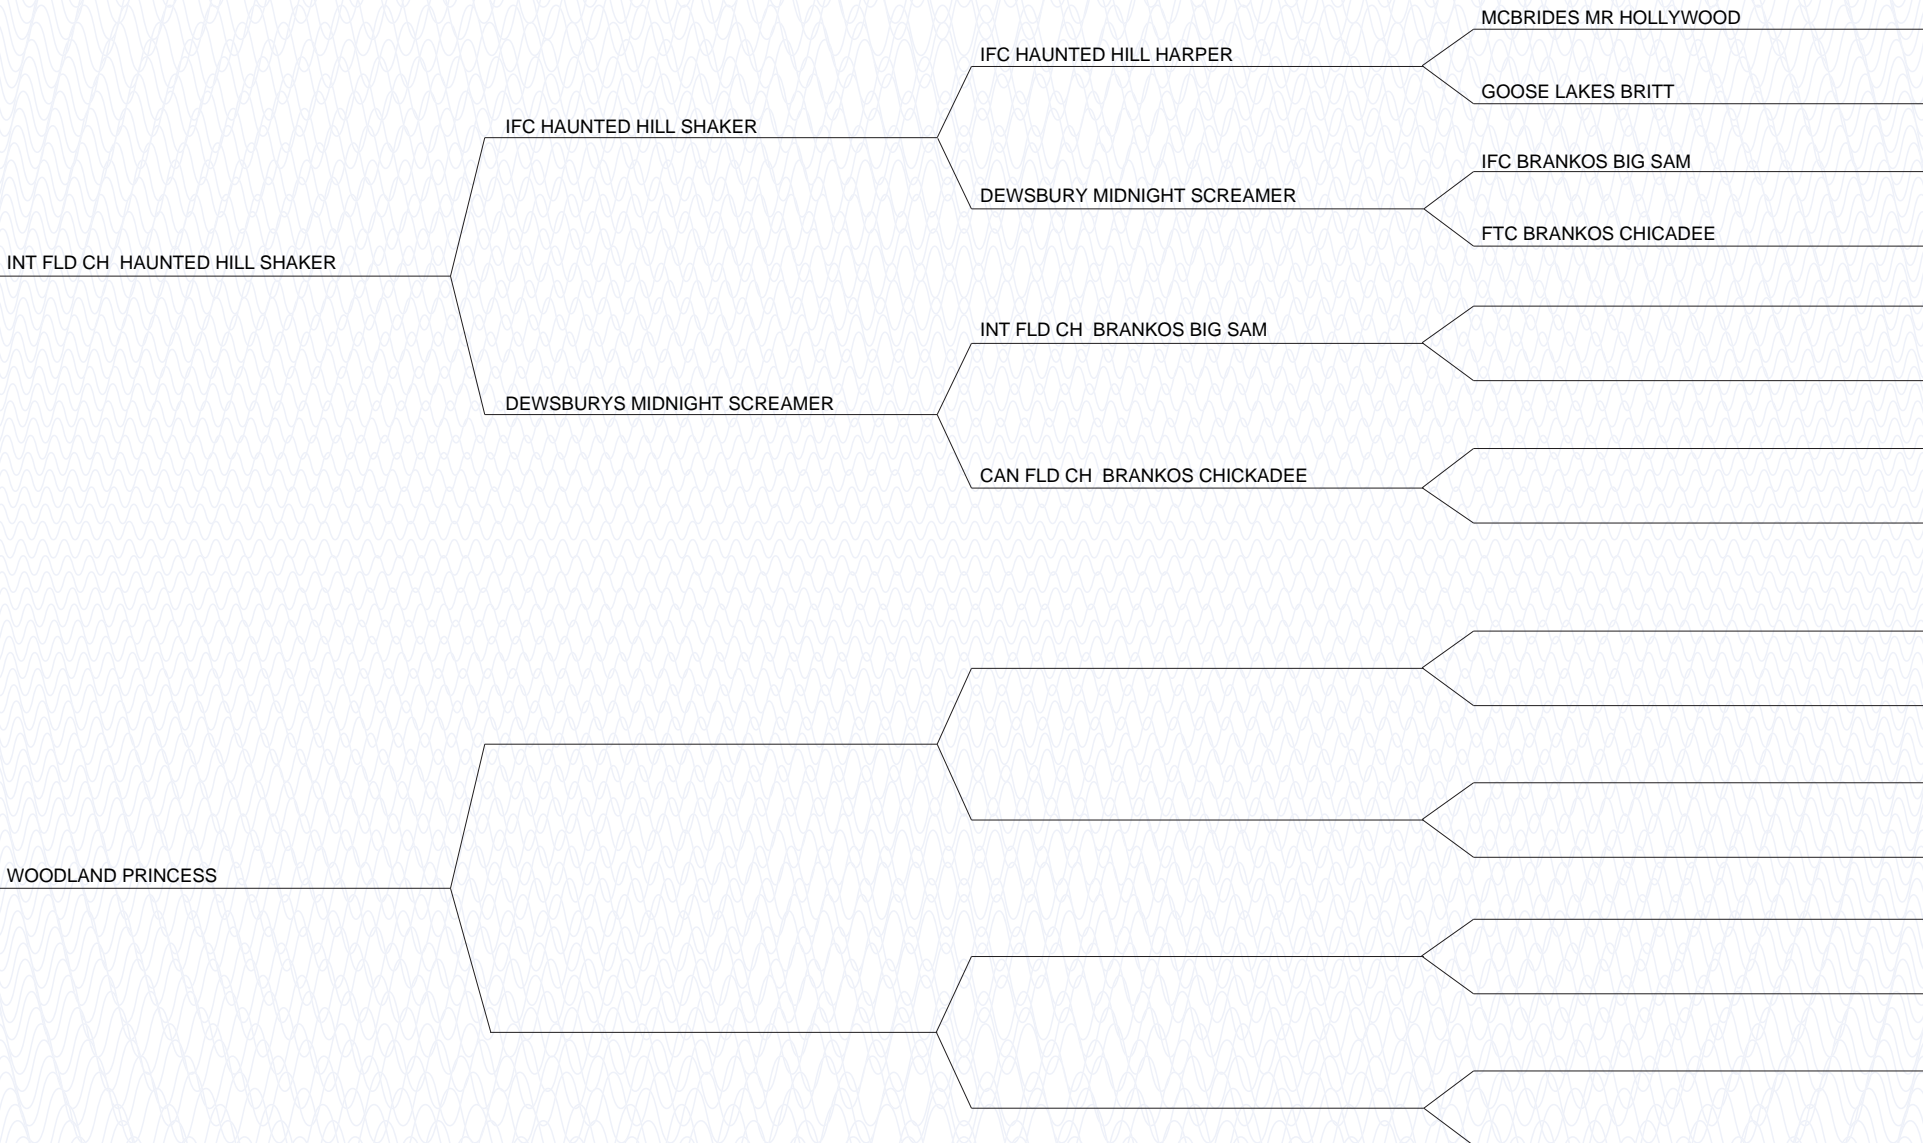 MCBRIDES MR HOLLYWOOD
IFC HAUNTED HILL HARPER
GOOSE LAKES BRITT
IFC HAUNTED HILL SHAKER
IFC BRANKOS BIG SAM
DEWSBURY MIDNIGHT SCREAMER
FTC BRANKOS CHICADEE
INT FLD CH  HAUNTED HILL SHAKER
INT FLD CH  BRANKOS BIG SAM
DEWSBURYS MIDNIGHT SCREAMER
CAN FLD CH  BRANKOS CHICKADEE
WOODLAND PRINCESS